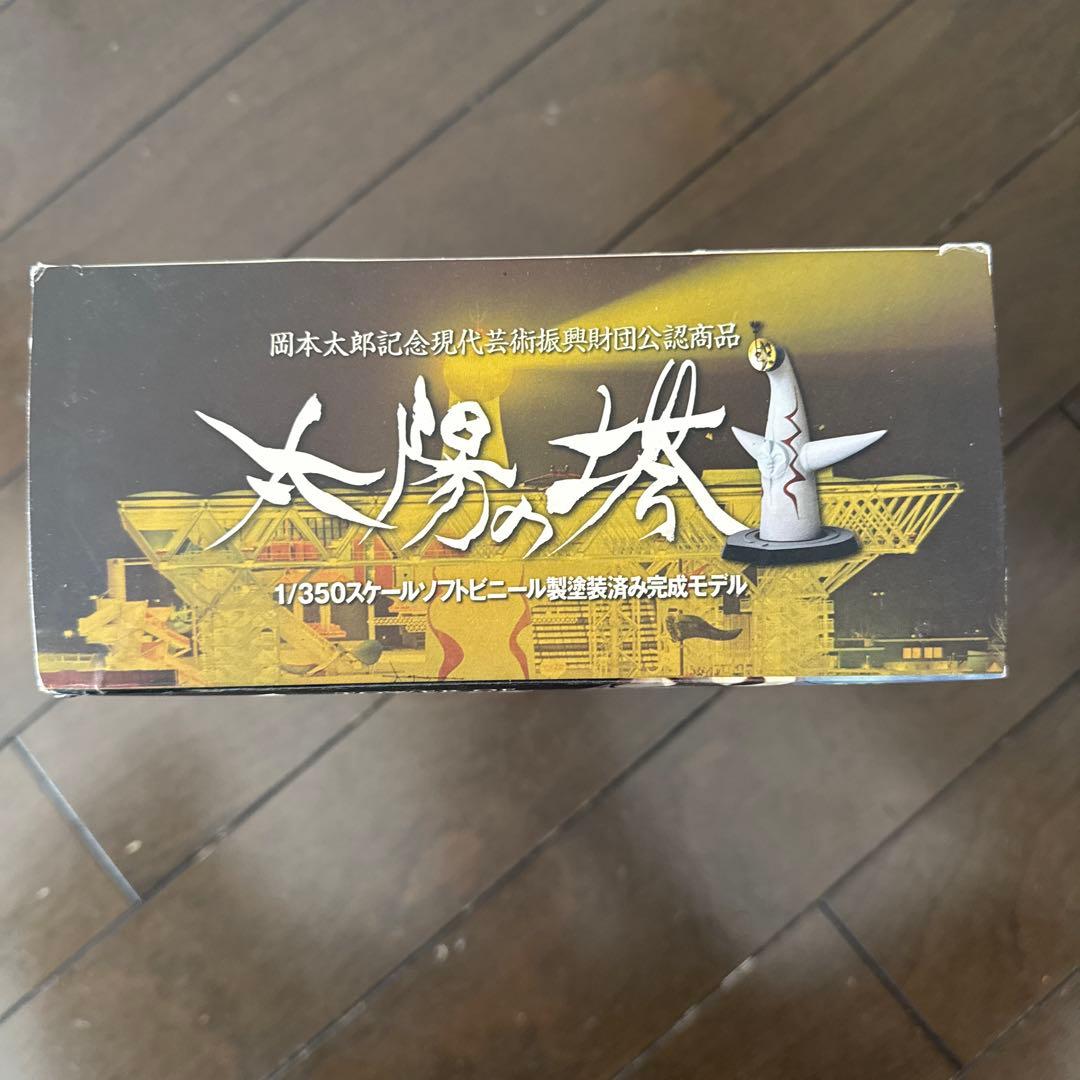 岡本太郎記念現代芸術振興財団公認商品
太陽の塔
1/350スケールソフトビニール製塗装済み完成モデル